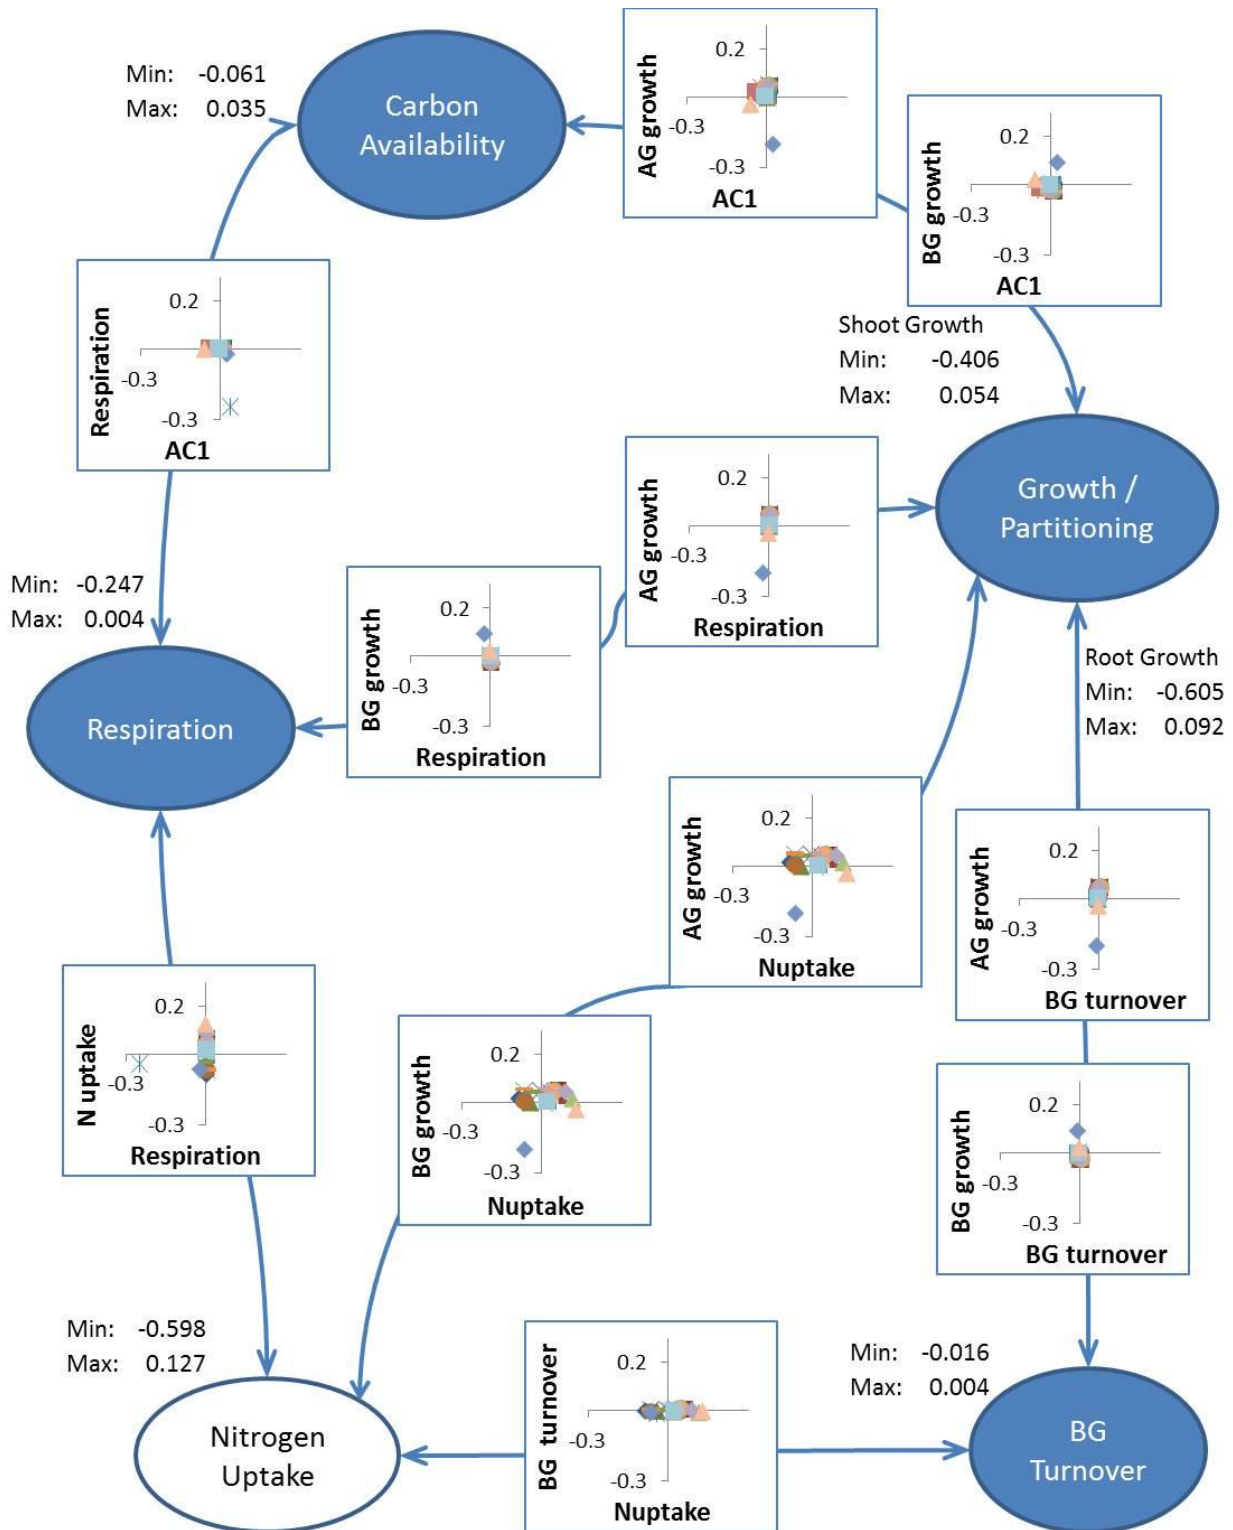 Min: -0.061
Max: 0.035
Carbon
Availability
0.2
AG growth
-0.3
-0.3
AC1
0.2
BG growth
-0.3
-0.3
AC1
0.2
Respiration
-0.3
-0.3
AC1
Shoot Growth
Min: -0.406
Max: 0.054
Growth /
Partitioning
0.2
AG growth
-0.3
-0.3
Respiration
Min: -0.247
Max: 0.004
0.2
BG growth
-0.3
-0.3
Respiration
Respiration
Root Growth
Min: -0.605
Max: 0.092
0.2
AG growth
-0.3
-0.3
Nuptake
0.2
AG growth
-0.3
-0.3
BG turnover
0.2
N uptake
-0.3
-0.3
Respiration
0.2
BG growth
-0.3
-0.3
Nuptake
0.2
BG growth
-0.3
-0.3
BG turnover
Min: -0.598
Max: 0.127
Nitrogen
Uptake
0.2
BG turnover
-0.3
-0.3
Nuptake
Min: -0.016
Max: 0.004
BG
Turnover